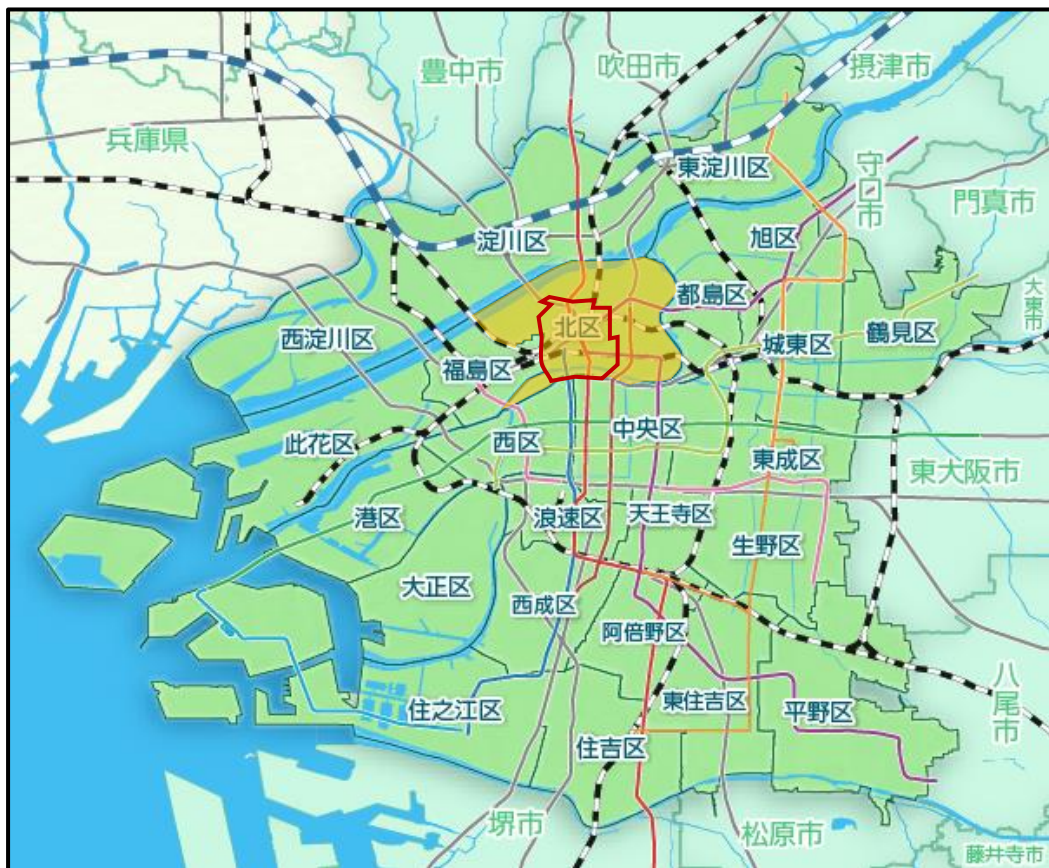 豊中市
吹田市
摂津市
兵庫県
東淀川区
守口市
門真市
淀川区
旭区
都島区
大東市
北区
西淀川区
城東区
鶴見区
福島区
此花区
西区
中央区
東成区
東大阪市
港区
浪速区
天王寺区
生野区
大正区
西成区
阿倍野区
住之江区
東住吉区
平野区
八尾市
住吉区
堺市
松原市
藤井寺市